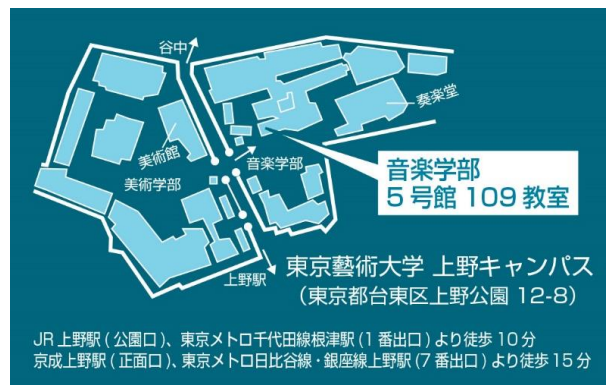 谷中
奏楽堂
美術館
音楽学部
美術学部
音楽学部
5号館 109 教室
上野駅
東京藝術大学 上野キャンパス
（東京都台東区上野公園 12-8）
JR 上野駅 ( 公園口 )、東京メトロ千代田線根津駅 (1 番出口 ) より徒歩 10 分
京成上野駅 ( 正面口 )、東京メトロ日比谷線・銀座線上野駅 (7 番出口 ) より徒歩 15 分